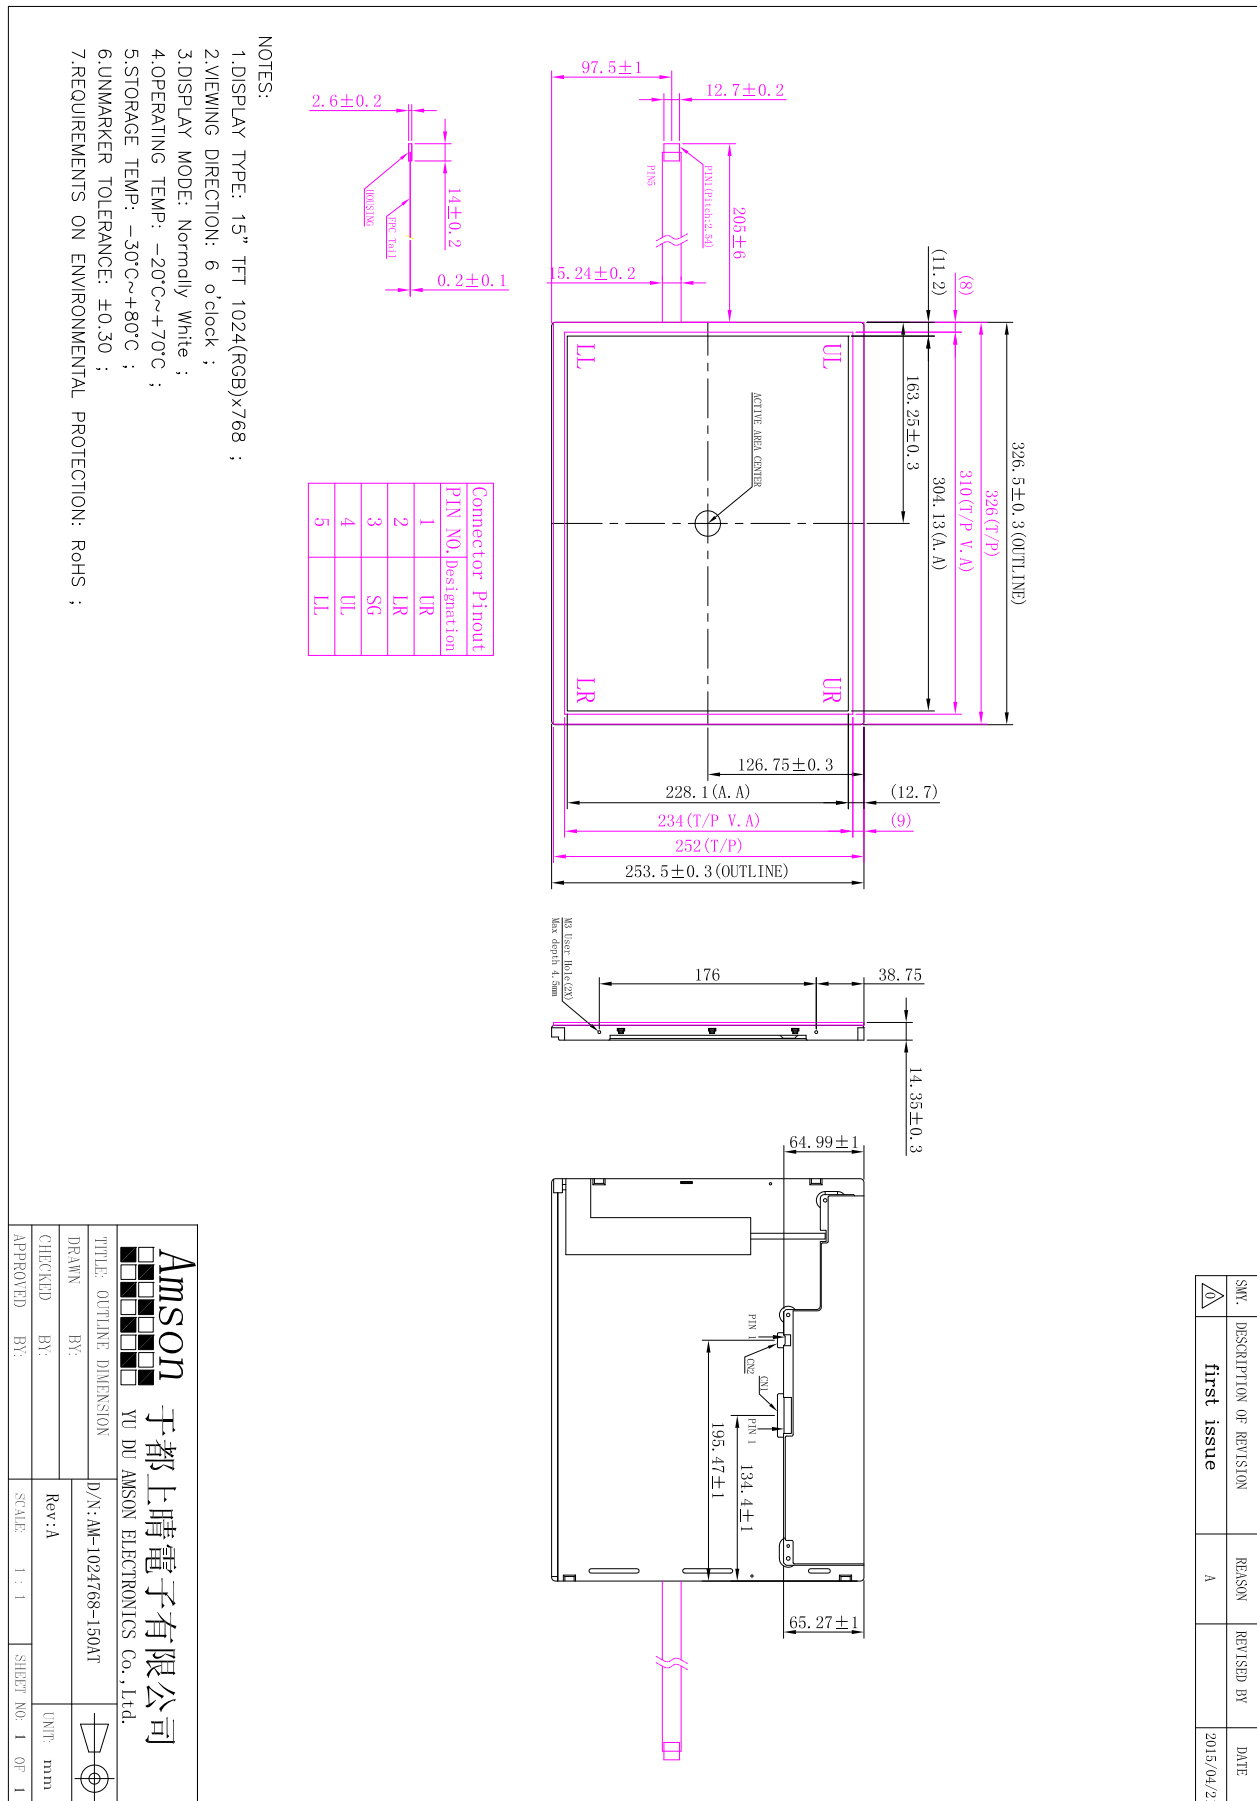 SMY. DESCRIPTION OF REVISION REASON REVISED BY DATE
0 first issue A 2015/04/2
326.5±0.3(OUTLINE)
326(T/P)
(8)
310(T/P V.A)
(11.2)
304.13(A.A)
163.25±0.3
97.5±1
12.7±0.2
PIN1(Pitch:2.54)
PIN5
205±6
15.24±0.2
UL
UR
LL
LR
ACTIVE AREA CENTER
126.75±0.3
228.1(A.A)
(12.7)
234(T/P V.A)
(9)
252(T/P)
253.5±0.3(OUTLINE)
2.6±0.2
14±0.2
HOUSING
FPC Tail
0.2±0.1
Connector Pinout
PIN NO. Designation
1 UR
2 LR
3 SG
4 UL
5 LL
38.75
176
14.35±0.3
M3 User Hole(2X)
Max depth 4.5mm
64.99±1
PIN 1
CN2
CN1
PIN 1
134.4±1
195.47±1
65.27±1
NOTES:
1.DISPLAY TYPE: 15" TFT 1024(RGB)x768 ;
2.VIEWING DIRECTION: 6 o'clock ;
3.DISPLAY MODE: Normally White ;
4.OPERATING TEMP: -20°C~+70°C ;
5.STORAGE TEMP: -30°C~+80°C ;
6.UNMARKER TOLERANCE: ±0.30 ;
7.REQUIREMENTS ON ENVIRONMENTAL PROTECTION: RoHS ;
Amson 于都上晴電子有限公司
YU DU AMSON ELECTRONICS Co., Ltd.
TITLE: OUTLINE DIMENSION
D/N: AM-1024768-150AT
DRAWN BY:
Rev:A
CHECKED BY:
UNIT: mm
APPROVED BY:
SCALE: 1 : 1
SHEET NO: 1 OF 1